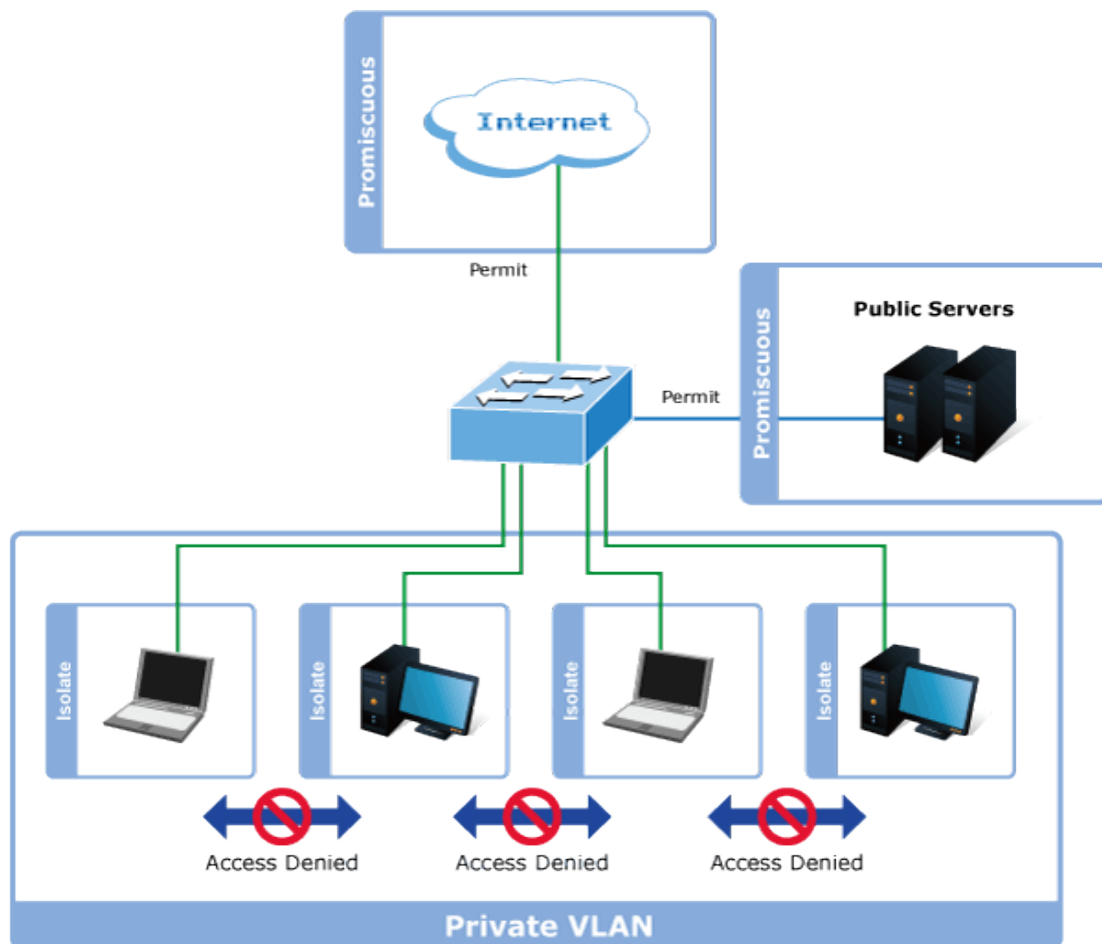 Promiscuous
Internet
Permit
Promiscuous
Public Servers
Permit
Isolate
Isolate
Isolate
Isolate
Access Denied
Access Denied
Access Denied
Private VLAN